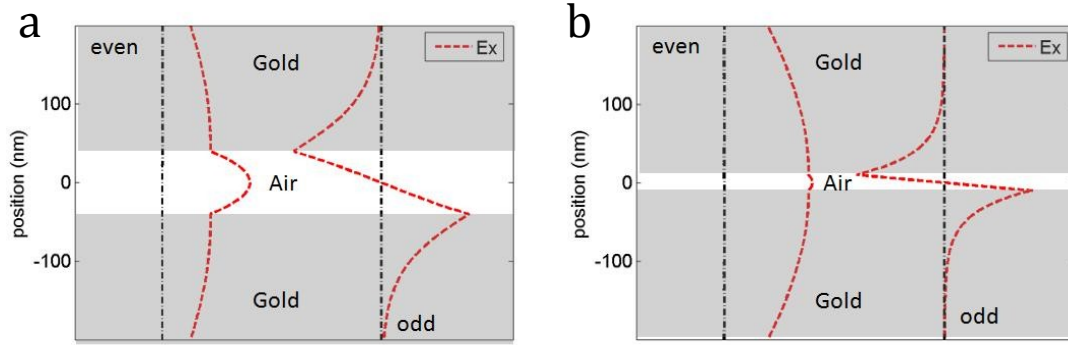 a
even
Gold
Ex
100
0
-100
position (nm)
Air
Gold
odd
b
even
Gold
Ex
100
0
-100
position (nm)
Air
Gold
odd